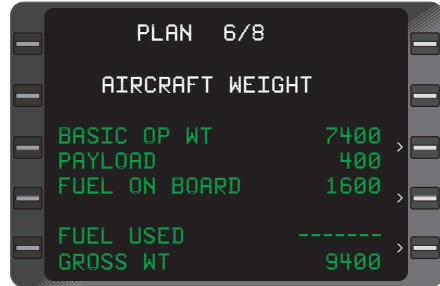 PLAN 6/8
AIRCRAFT WEIGHT
BASIC OP WT 7400
PAYLOAD 400
FUEL ON BOARD 1600
FUEL USED -------
GROSS WT 9400